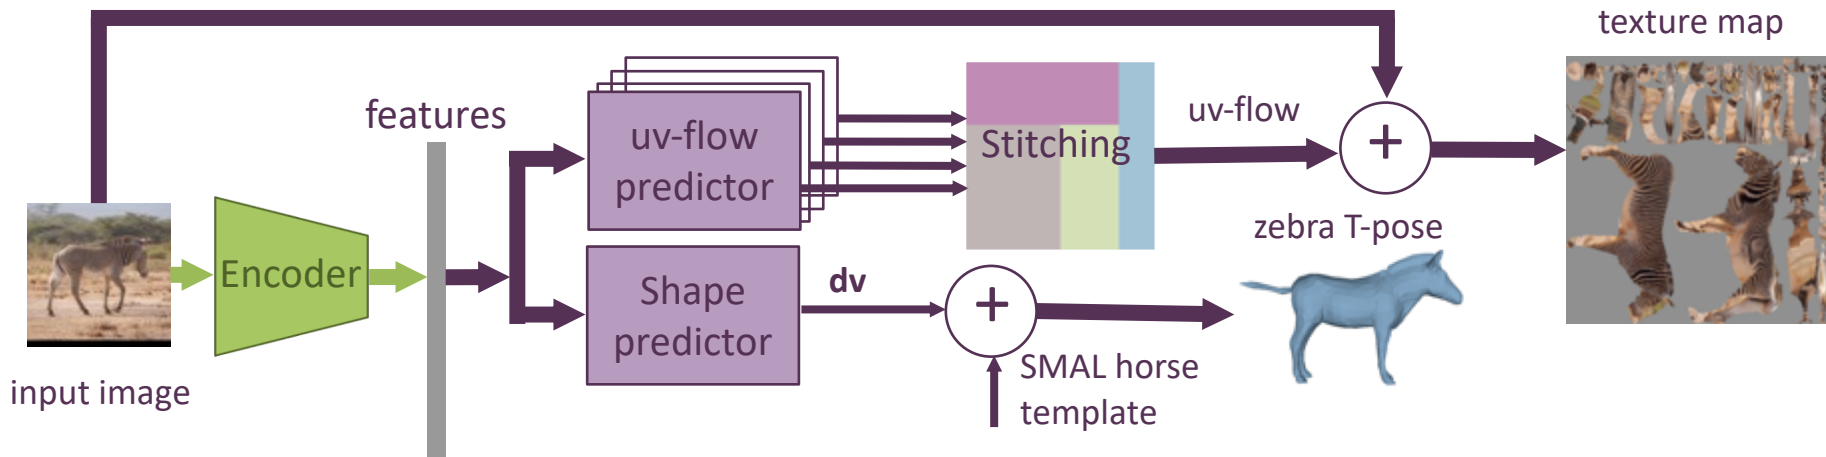 texture map
features
uv-flow
predictor
Stitching
uv-flow
+
zebra T-pose
Encoder
Shape
predictor
dv
+
SMAL horse
template
input image